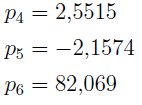 p₄ = 2,5515
p₅ = −2,1574
p₆ = 82,069